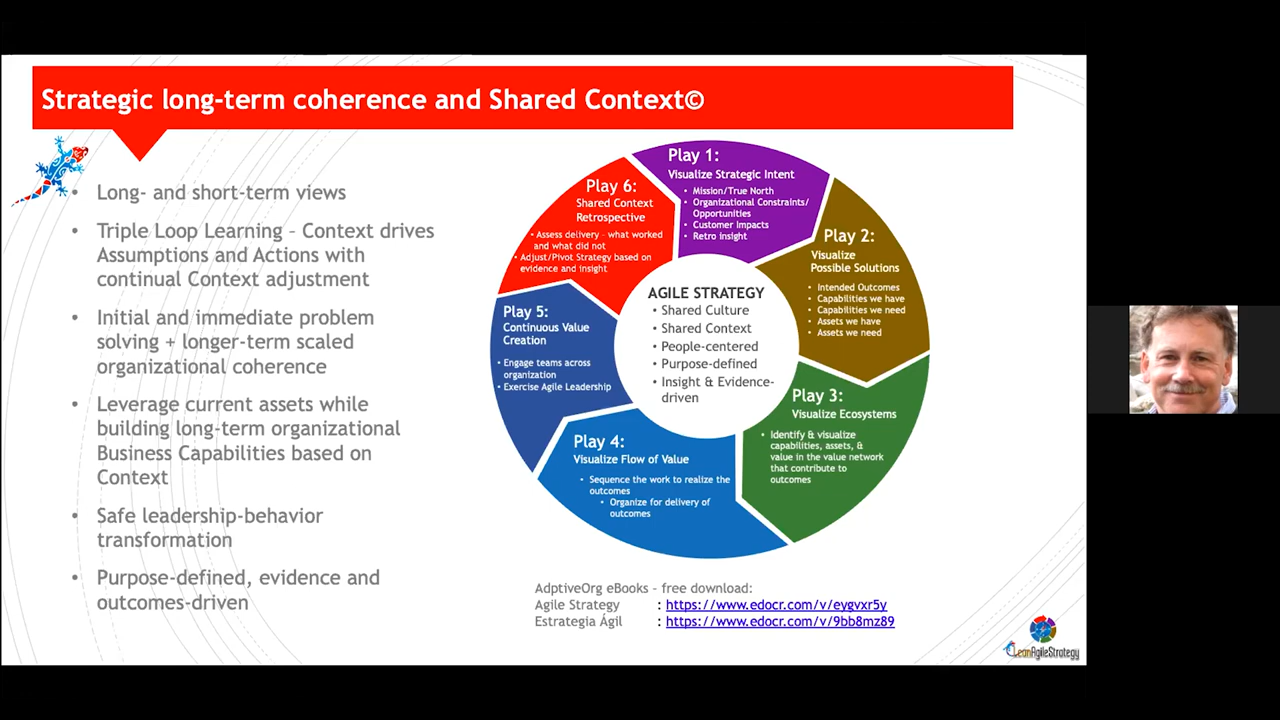 Strategic long-term coherence and Shared Context©
• Long- and short-term views
• Triple Loop Learning – Context drives
Assumptions and Actions with
continual Context adjustment
• Initial and immediate problem
solving + longer-term scaled
organizational coherence
• Leverage current assets while
building long-term organizational
Business Capabilities based on
Context
• Safe leadership-behavior
transformation
• Purpose-defined, evidence and
outcomes-driven
Play 1:
Visualize Strategic Intent
• Mission/True North
• Organizational Constraints/
Opportunities
• Customer Impacts
• Retro insight
Play 2:
Visualize
Possible Solutions
• Intended Outcomes
• Capabilities we have
• Capabilities we need
• Assets we have
• Assets we need
Play 3:
Visualize Ecosystems
• Identify & visualize
capabilities, assets, &
value in the value network
that contribute to
outcomes
Play 4:
Visualize Flow of Value
• Sequence the work to realize the
outcomes
• Organize for delivery of
outcomes
Play 5:
Continuous Value
Creation
• Engage teams across
organization
• Exercise Agile Leadership
Play 6:
Shared Context
Retrospective
• Assess delivery – what worked
and what did not
• Adjust/Pivot Strategy based on
evidence and insight
AGILE STRATEGY
• Shared Culture
• Shared Context
• People-centered
• Purpose-defined
• Insight & Evidence-
driven
AdptiveOrg eBooks - free download:
Agile Strategy : https://www.edocr.com/v/eygvxr5y
Estrategia Ágil : https://www.edocr.com/v/9bb8mz89
LeanAgileStrategy